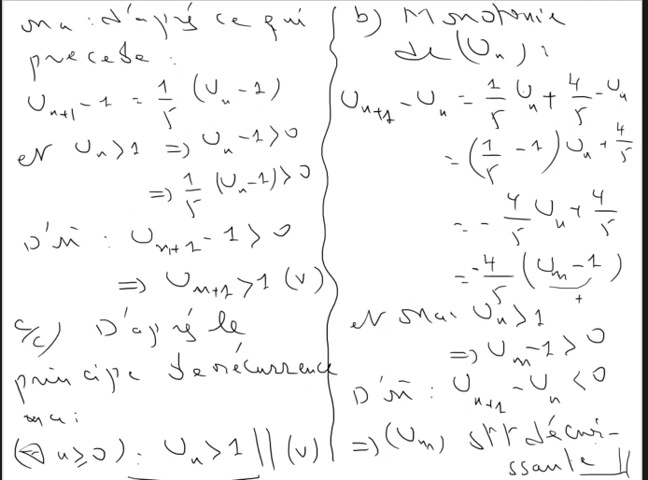 on a : d'après ce qui
precede :
U_{n+1} - 1 = 1/5 (U_n - 1)
et U_n > 1 => U_n - 1 > 0
=> 1/5 (U_n - 1) > 0
D'où : U_{n+1} - 1 > 0
=> U_{n+1} > 1 (v)
c/c) D'après le
principe de récurrence
on a :
(∀ n ≥ 0) : U_n > 1 || (v)
b) Monotonie
de (U_n) :
U_{n+1} - U_n = 1/5 U_n + 4/5 - U_n
= (1/5 - 1) U_n + 4/5
= - 4/5 U_n + 4/5
= -4/5 (U_n - 1)
+
et on a : U_n > 1
=> U_n - 1 > 0
D'où : U_{n+1} - U_n < 0
=> (U_n) str décroi-
ssante ||